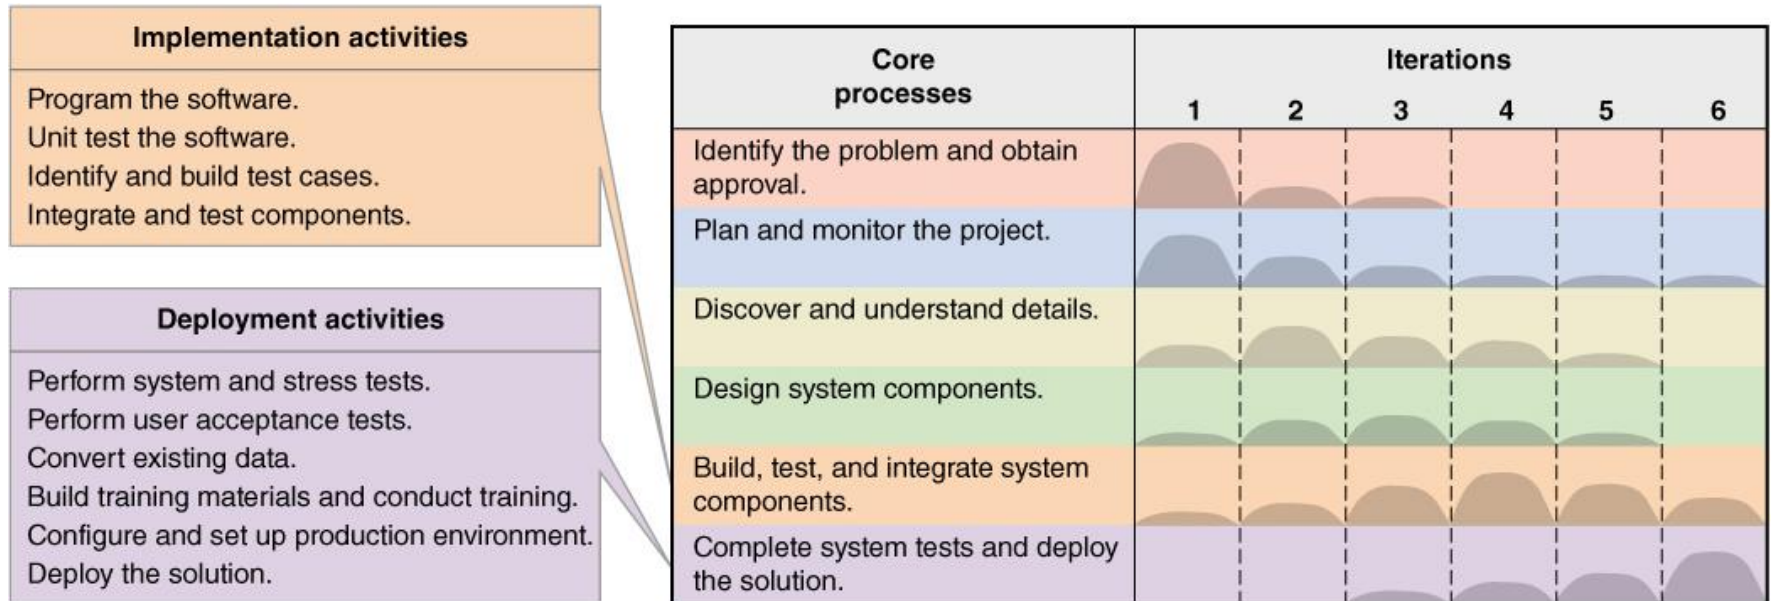 Implementation activities
Program the software.
Unit test the software.
Identify and build test cases.
Integrate and test components.
Deployment activities
Perform system and stress tests.
Perform user acceptance tests.
Convert existing data.
Build training materials and conduct training.
Configure and set up production environment.
Deploy the solution.
Core
processes
Iterations
1 2 3 4 5 6
Identify the problem and obtain
approval.
Plan and monitor the project.
Discover and understand details.
Design system components.
Build, test, and integrate system
components.
Complete system tests and deploy
the solution.